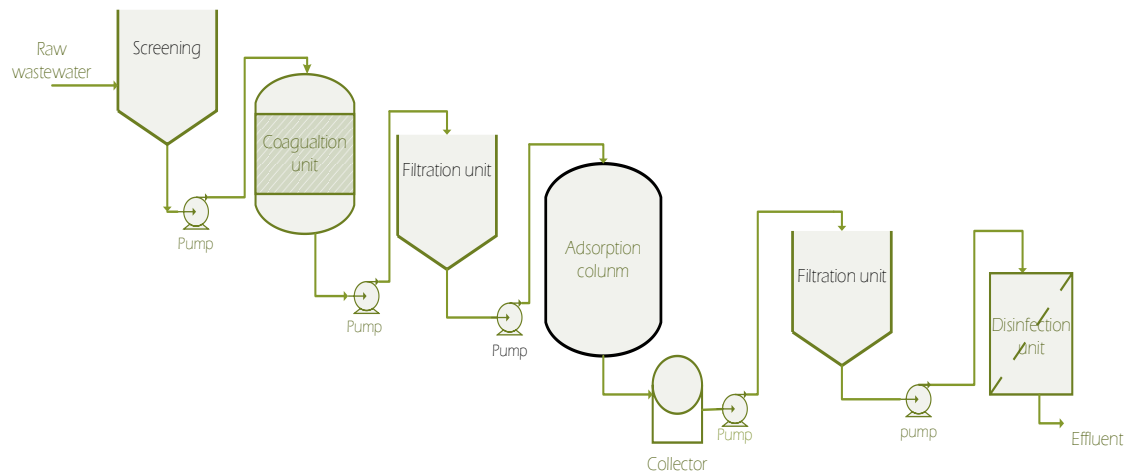 Raw
wastewater
Screening
Pump
Coagualtion
unit
Pump
Filtration unit
Pump
Adsorption
colunm
Collector
Pump
Filtration unit
pump
Disinfection
unit
Effluent